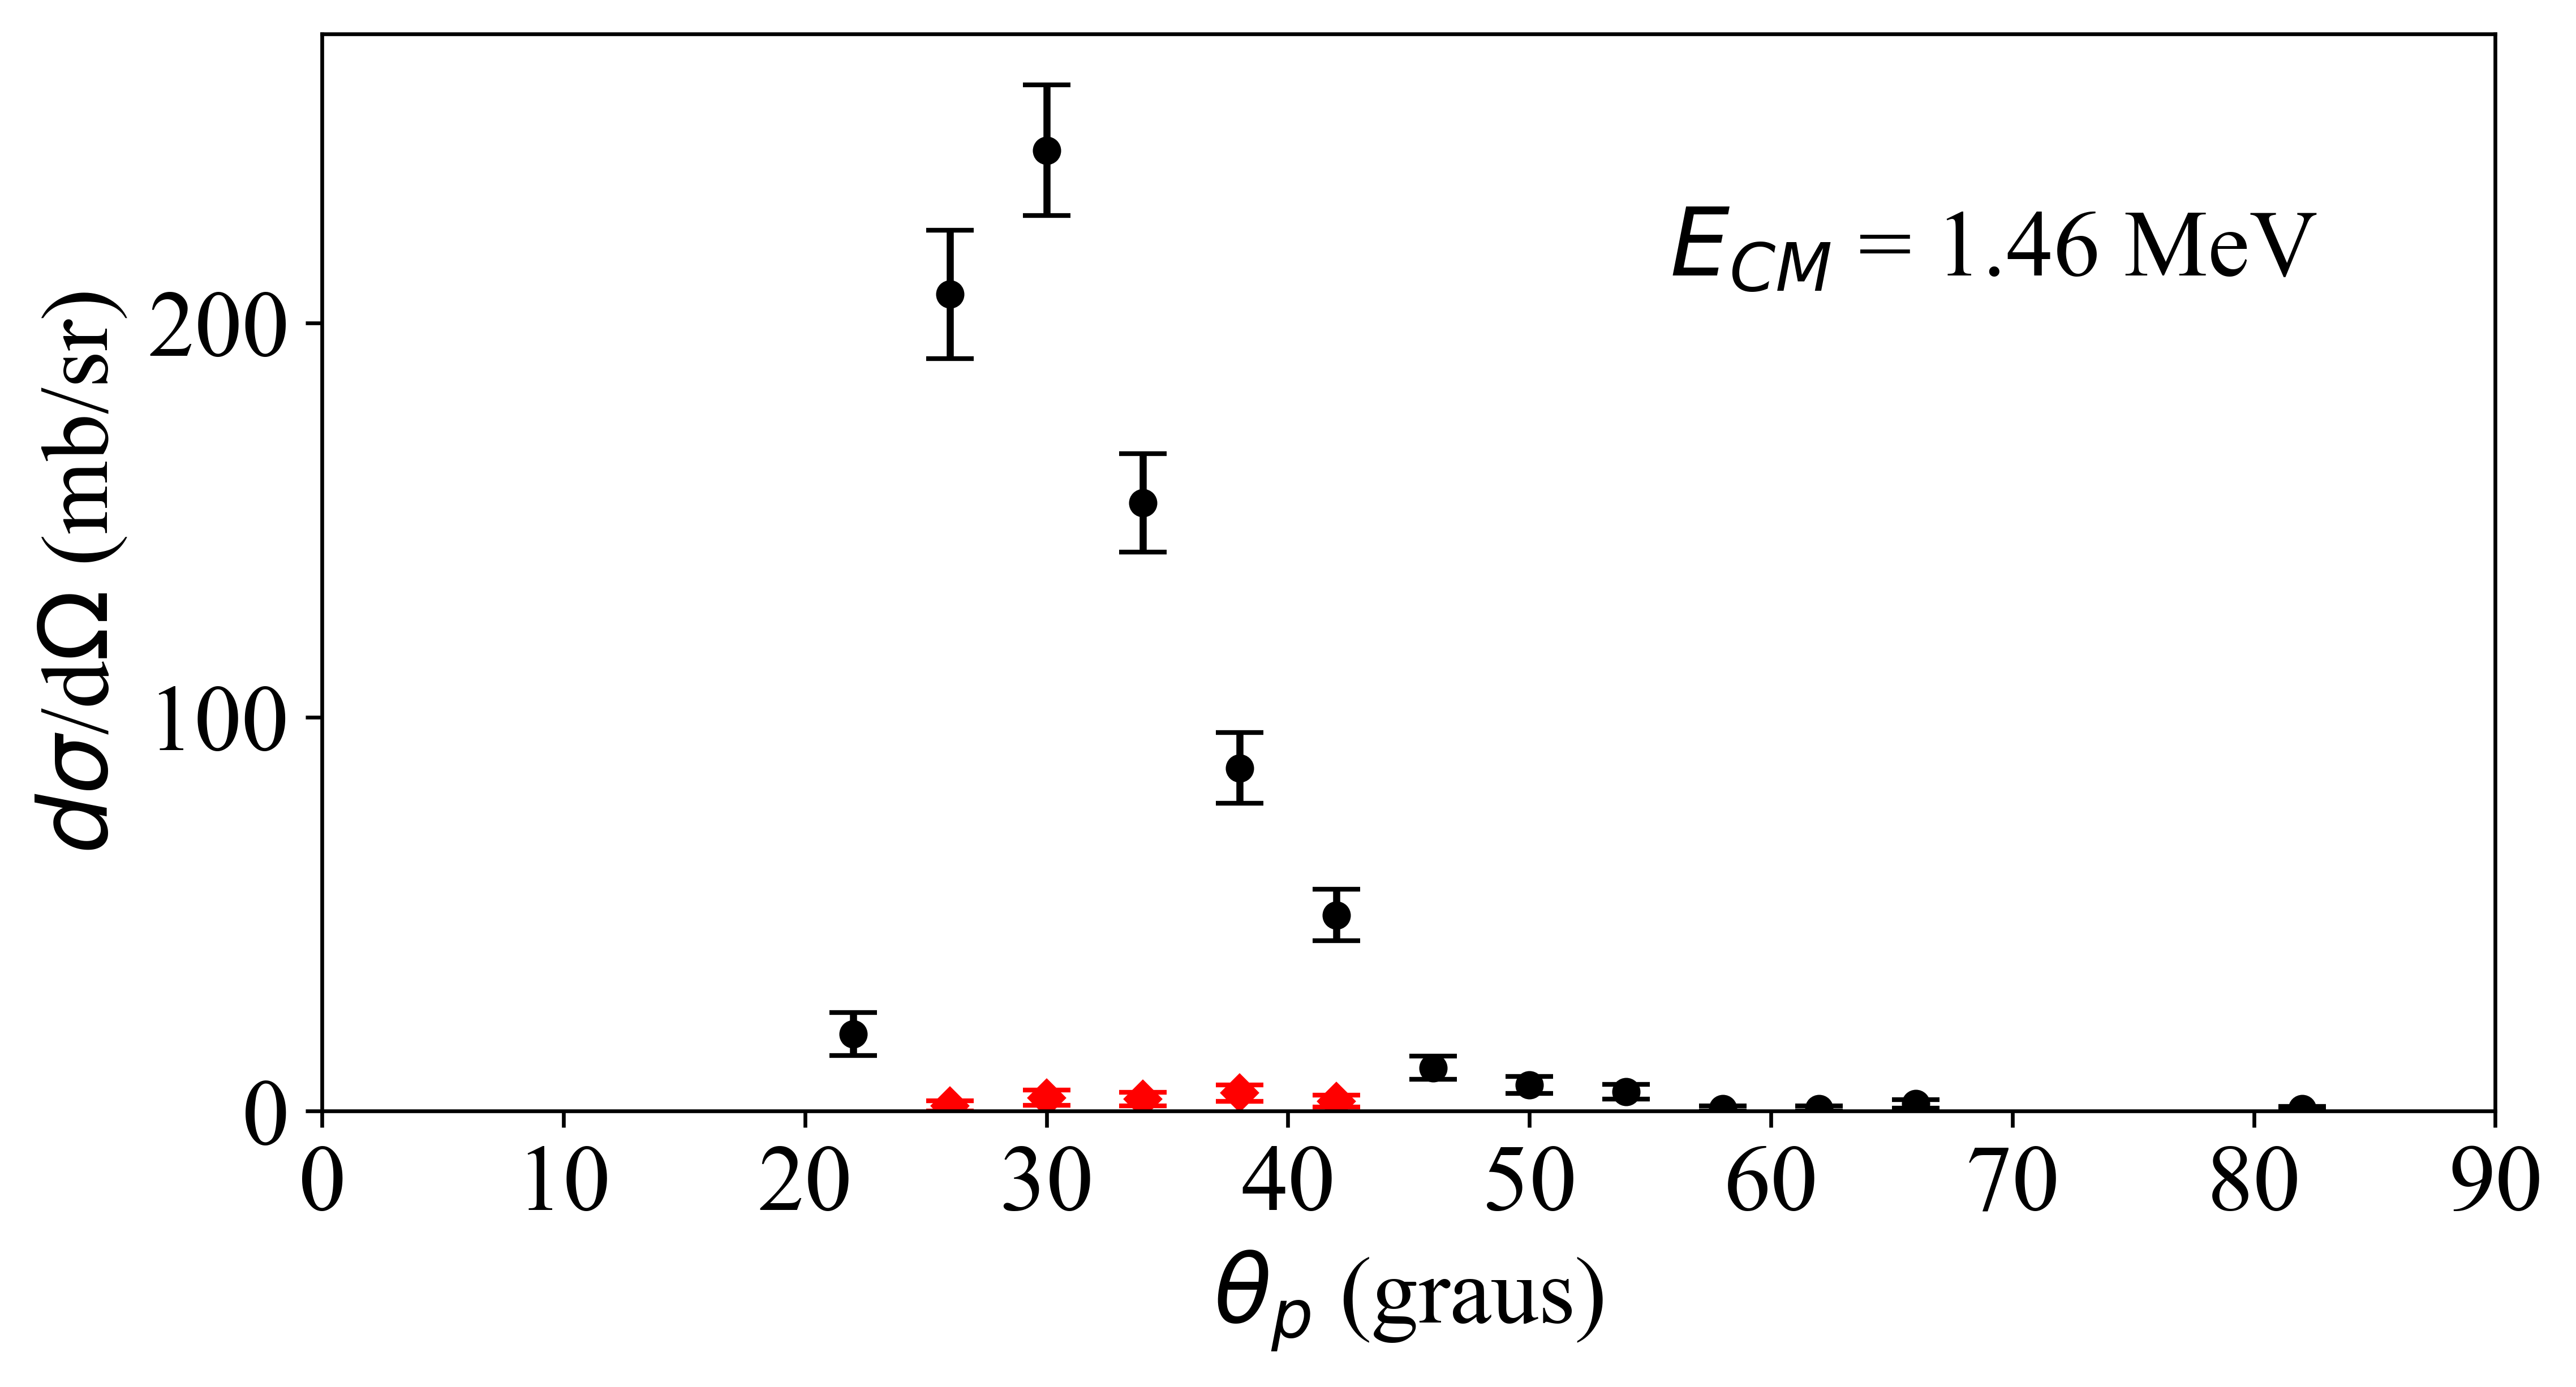 dσ/dΩ (mb/sr)
200
100
0
E_CM = 1.46 MeV
0 10 20 30 40 50 60 70 80 90
θ_p (graus)